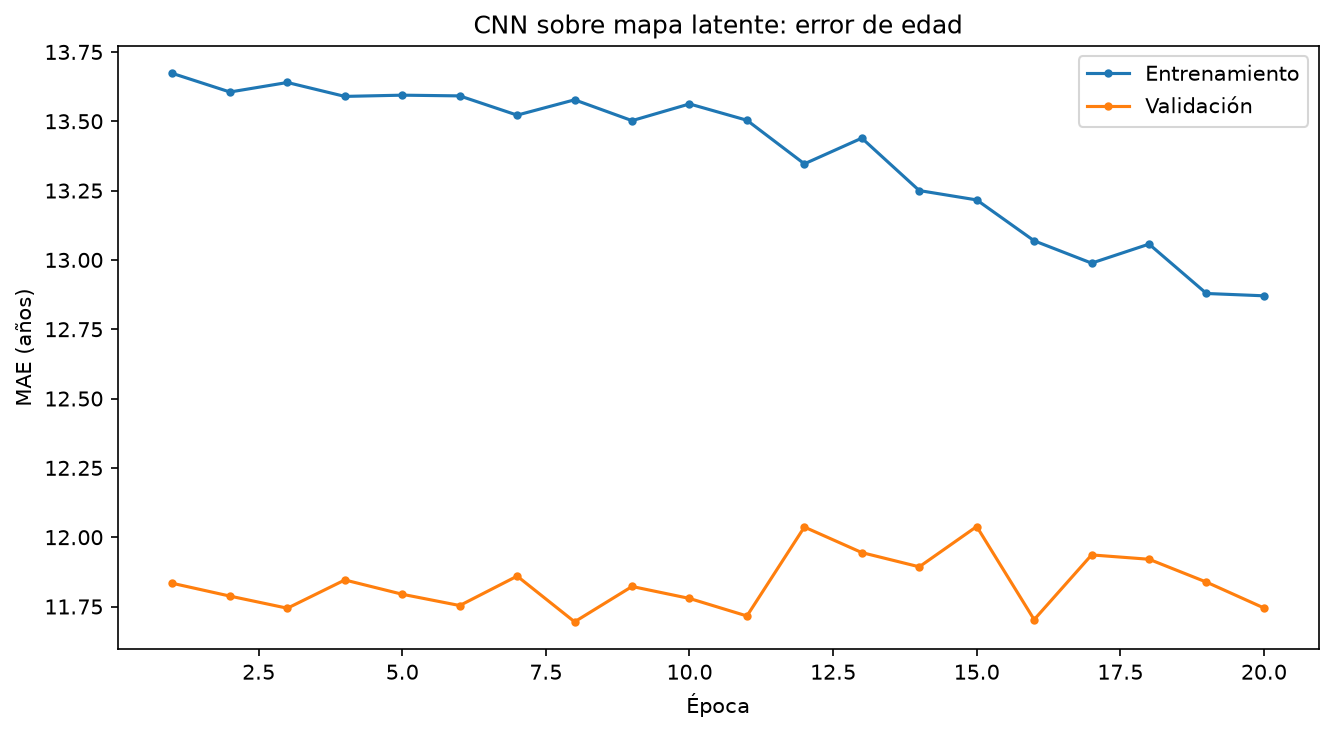 CNN sobre mapa latente: error de edad
13.75
13.50
13.25
13.00
12.75
12.50
12.25
12.00
11.75
MAE (años)
Entrenamiento
Validación
2.5 5.0 7.5 10.0 12.5 15.0 17.5 20.0
Época